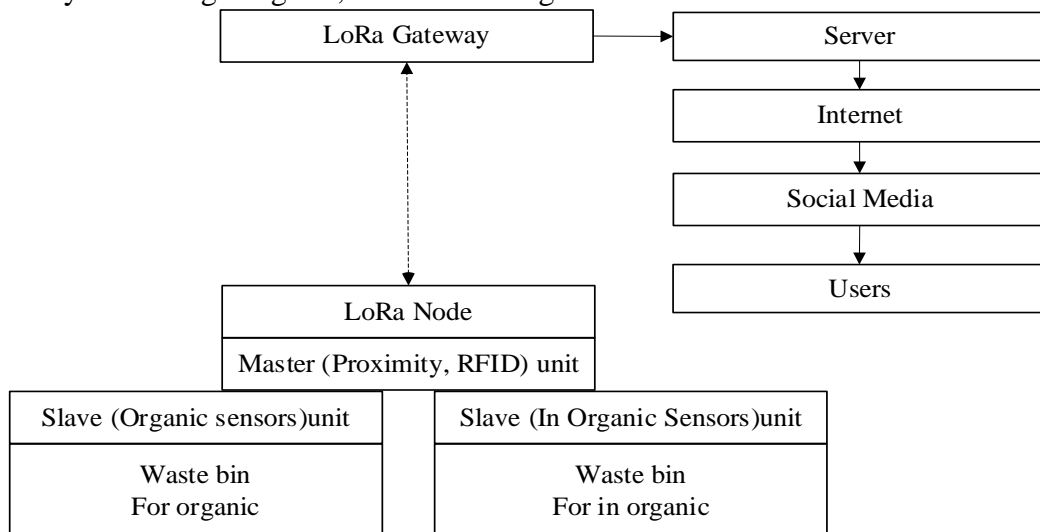 LoRa Gateway
Server
Internet
Social Media
Users
LoRa Node
Master (Proximity, RFID) unit
Slave (Organic sensors)unit
Slave (In Organic Sensors)unit
Waste bin
For organic
Waste bin
For in organic